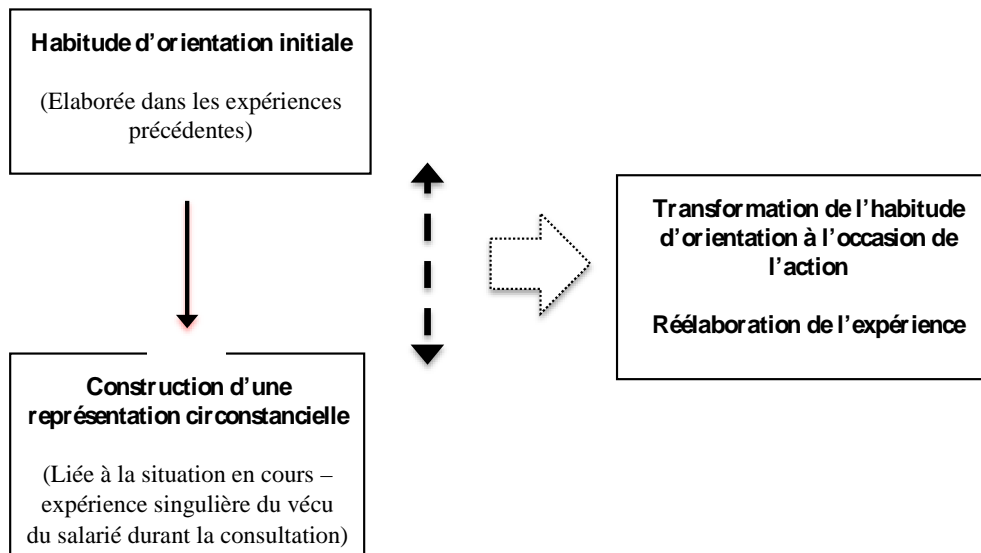 Habitude d'orientation initiale
(Elaborée dans les expériences
précédentes)
Construction d'une
représentation circonstancielle
(Liée à la situation en cours –
expérience singulière du vécu
du salarié durant la consultation)
Transformation de l'habitude
d'orientation à l'occasion de
l'action
Réélaboration de l'expérience